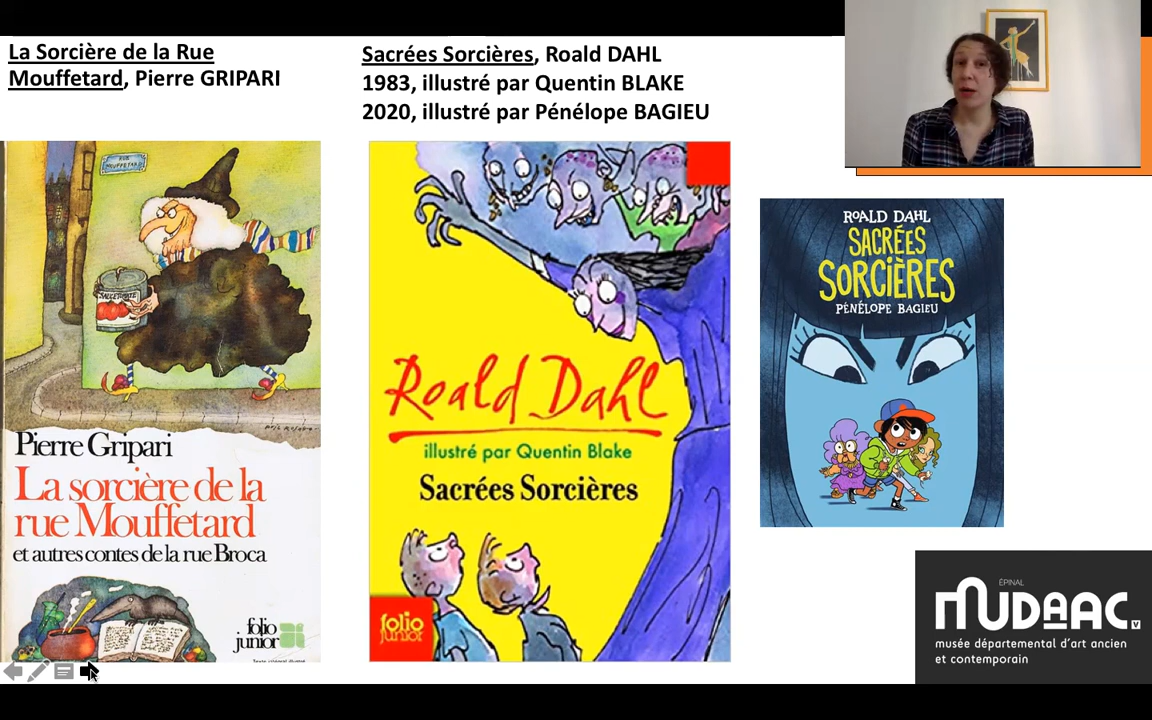 La Sorcière de la Rue
Mouffetard, Pierre GRIPARI
Sacrées Sorcières, Roald DAHL
1983, illustré par Quentin BLAKE
2020, illustré par Pénélope BAGIEU
RUE
MOUFFETARD
Pierre Gripari
La sorcière de la
rue Mouffetard
et autres contes de la rue Broca
folio
junior
Texte intégral illustré
Roald Dahl
illustré par Quentin Blake
Sacrées Sorcières
folio
junior
ROALD DAHL
SACRÉES
SORCIÈRES
PÉNÉLOPE BAGIEU
ÉPINAL
MUDAAC
V
musée départemental d'art ancien
et contemporain